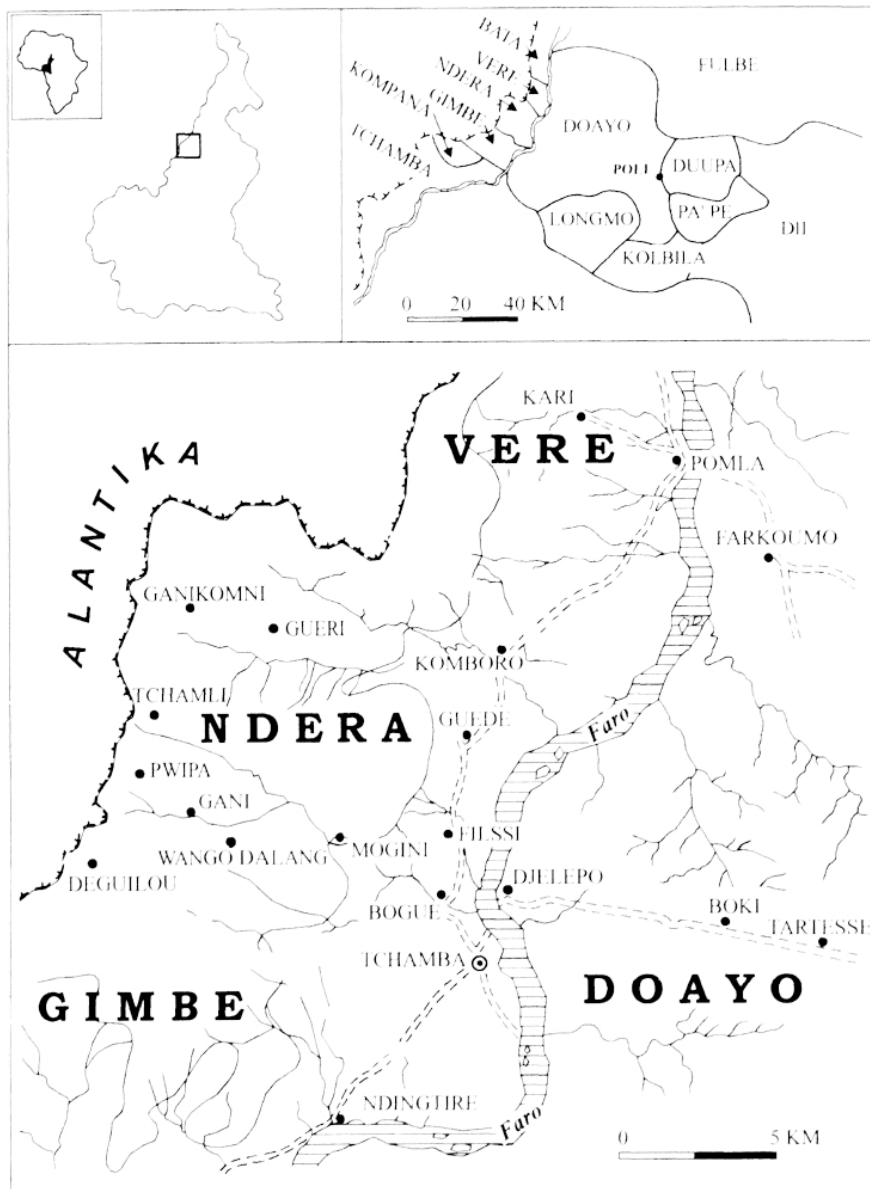 BATA
VERE
NDERA
GIMBE
KOMPANA
TCHAMBA
FULBE
DOAYO
POLI
DUUPA
PA'PE
LONGMO
DII
KOLBILA
0 20 40 KM
KARI
VERE
POMLA
ALANTIKA
FARKOUMO
GANIKOMNI
GUERI
KOMBORO
TCHAMLI
NDERA
GUEDE
Faro
PWIPA
GANI
FILSSI
WANGO DALANG
MOGINI
DEGUILOU
DJELEPO
BOGUE
BOKI
TARTESSE
TCHAMBA
GIMBE
DOAYO
NDINGTIRE
Faro
0 5 KM